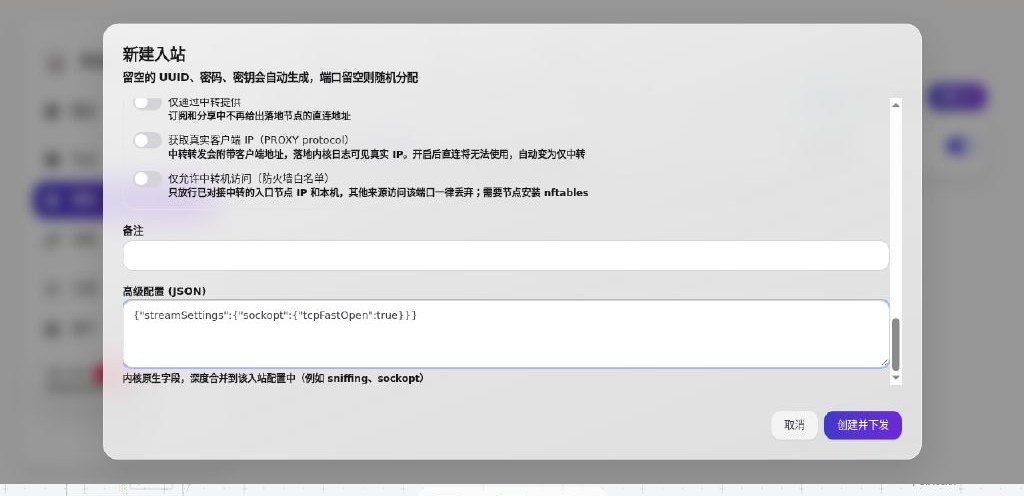 新建入站
留空的 UUID、密码、密钥会自动生成，端口留空则随机分配
仅通过中转提供
订阅和分享中不再给出落地节点的直连地址
获取真实客户端 IP（PROXY protocol）
中转转发会附带客户端地址，落地内核日志可见真实 IP。开启后直连将无法使用，自动变为仅中转
仅允许中转机访问（防火墙白名单）
只放行已对接中转的入口节点 IP 和本机，其他来源访问该端口一律丢弃；需要节点安装 nftables
备注
高级配置 (JSON)
{"streamSettings":{"sockopt":{"tcpFastOpen":true}}}
内核原生字段，深度合并到该入站配置中（例如 sniffing、sockopt）
取消
创建并下发